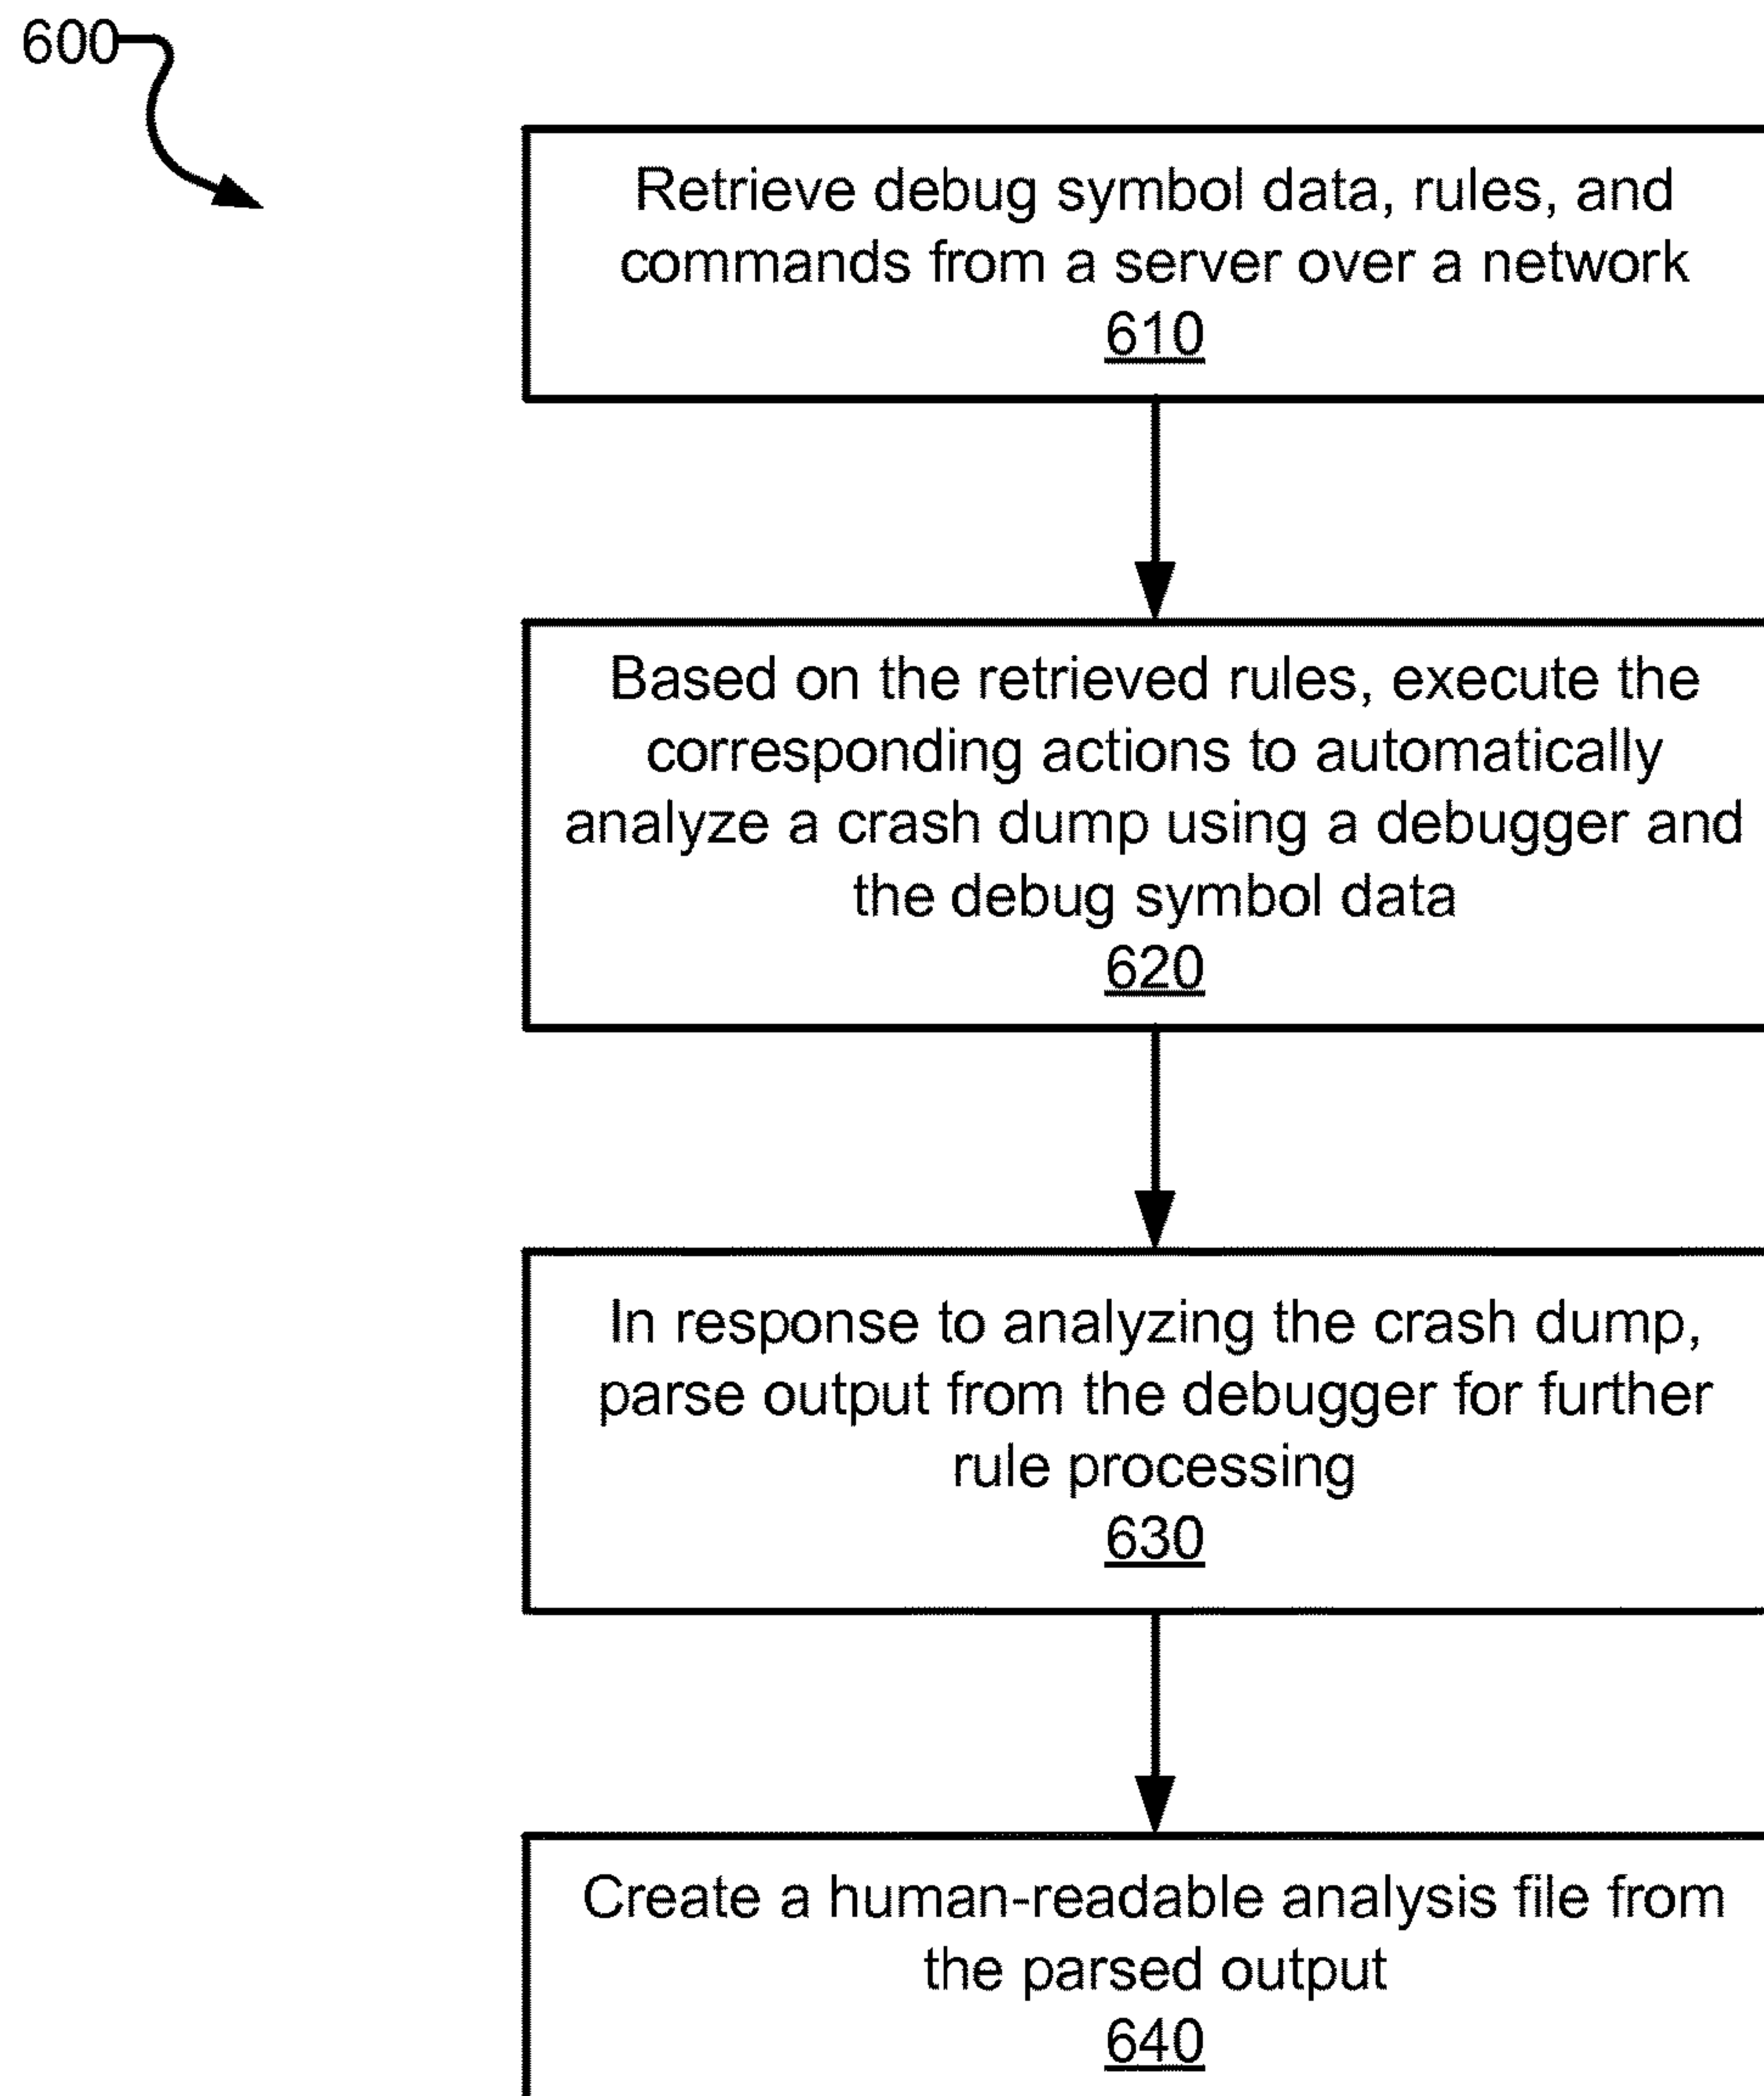 600
Retrieve debug symbol data, rules, and
commands from a server over a network
610
Based on the retrieved rules, execute the
corresponding actions to automatically
analyze a crash dump using a debugger and
the debug symbol data
620
In response to analyzing the crash dump,
parse output from the debugger for further
rule processing
630
Create a human-readable analysis file from
the parsed output
640